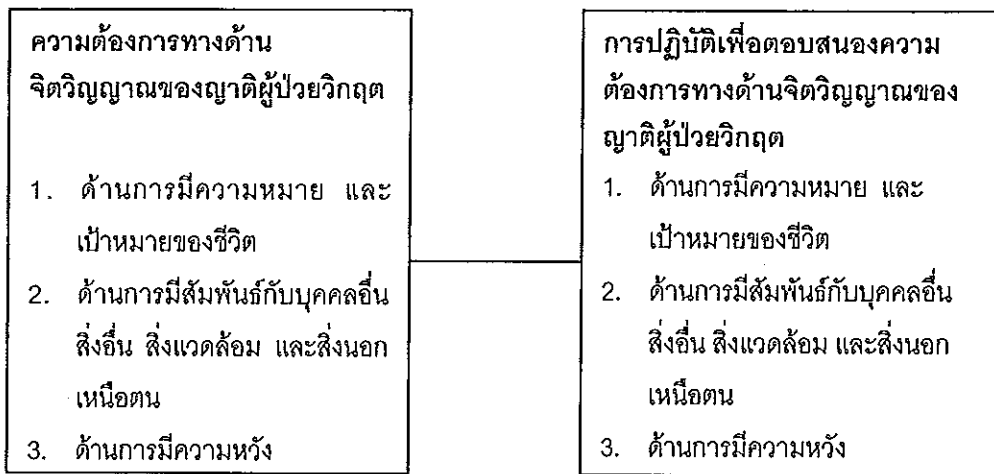 ความต้องการทางด้าน
จิตวิญญาณของญาติผู้ป่วยวิกฤต
1. ด้านการมีความหมาย และ
เป้าหมายของชีวิต
2. ด้านการมีสัมพันธ์กับบุคคลอื่น
สิ่งอื่น สิ่งแวดล้อม และสิ่งนอก
เหนือตน
3. ด้านการมีความหวัง
การปฏิบัติเพื่อตอบสนองความ
ต้องการทางด้านจิตวิญญาณของ
ญาติผู้ป่วยวิกฤต
1. ด้านการมีความหมาย และ
เป้าหมายของชีวิต
2. ด้านการมีสัมพันธ์กับบุคคลอื่น
สิ่งอื่น สิ่งแวดล้อม และสิ่งนอก
เหนือตน
3. ด้านการมีความหวัง